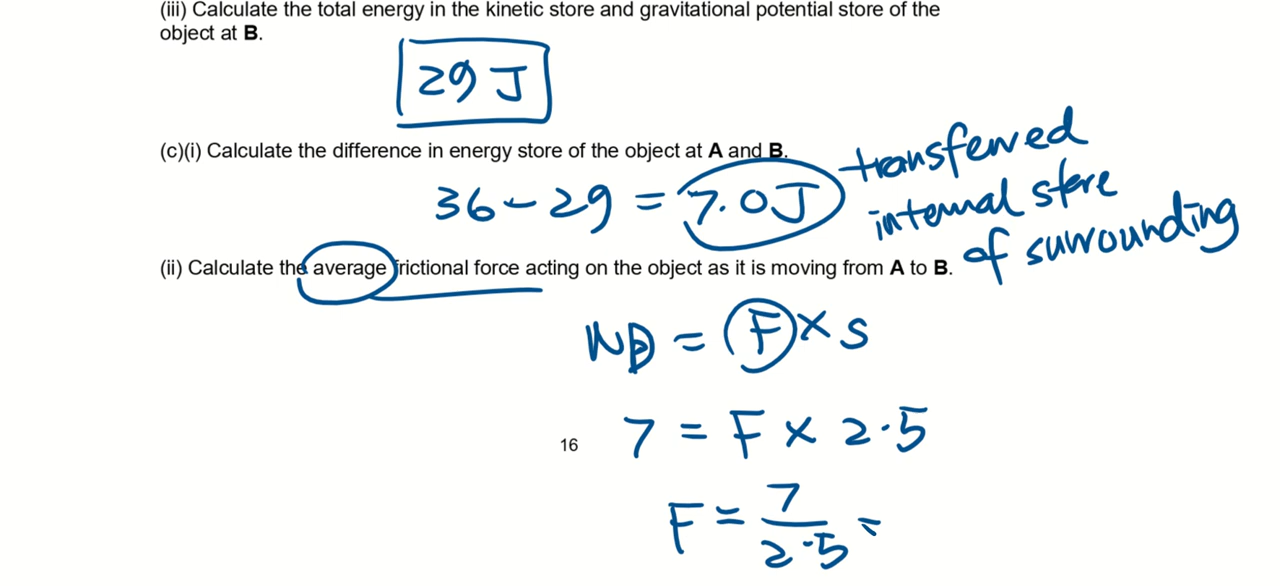 (iii) Calculate the total energy in the kinetic store and gravitational potential store of the
object at B.
29 J
(c)(i) Calculate the difference in energy store of the object at A and B.
36 - 29 = 7.0J
transferred
internal store
of surrounding
(ii) Calculate the average frictional force acting on the object as it is moving from A to B.
WD = F × s
7 = F × 2.5
16
F = 7/2.5 =